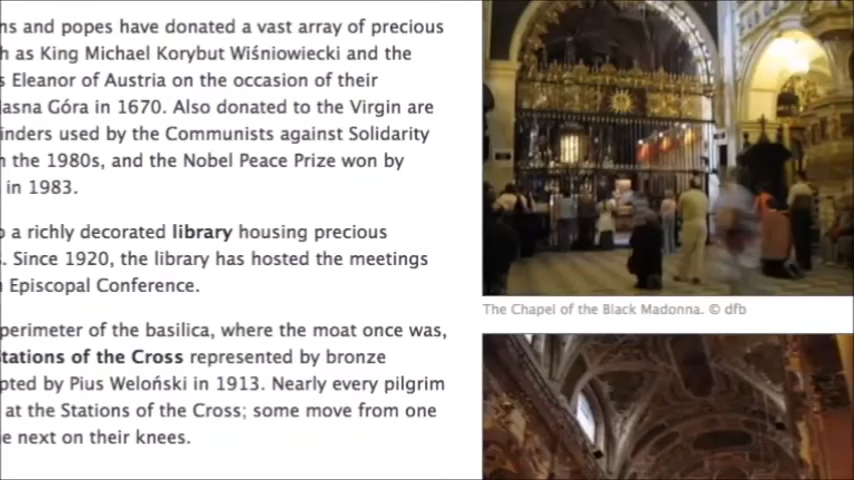 ns and popes have donated a vast array of precious
h as King Michael Korybut Wiśniowiecki and the
s Eleanor of Austria on the occasion of their
Jasna Góra in 1670. Also donated to the Virgin are
inders used by the Communists against Solidarity
n the 1980s, and the Nobel Peace Prize won by
in 1983.
o a richly decorated library housing precious
s. Since 1920, the library has hosted the meetings
n Episcopal Conference.
perimeter of the basilica, where the moat once was,
Stations of the Cross represented by bronze
pted by Pius Weloński in 1913. Nearly every pilgrim
at the Stations of the Cross; some move from one
e next on their knees.
The Chapel of the Black Madonna. © dfb